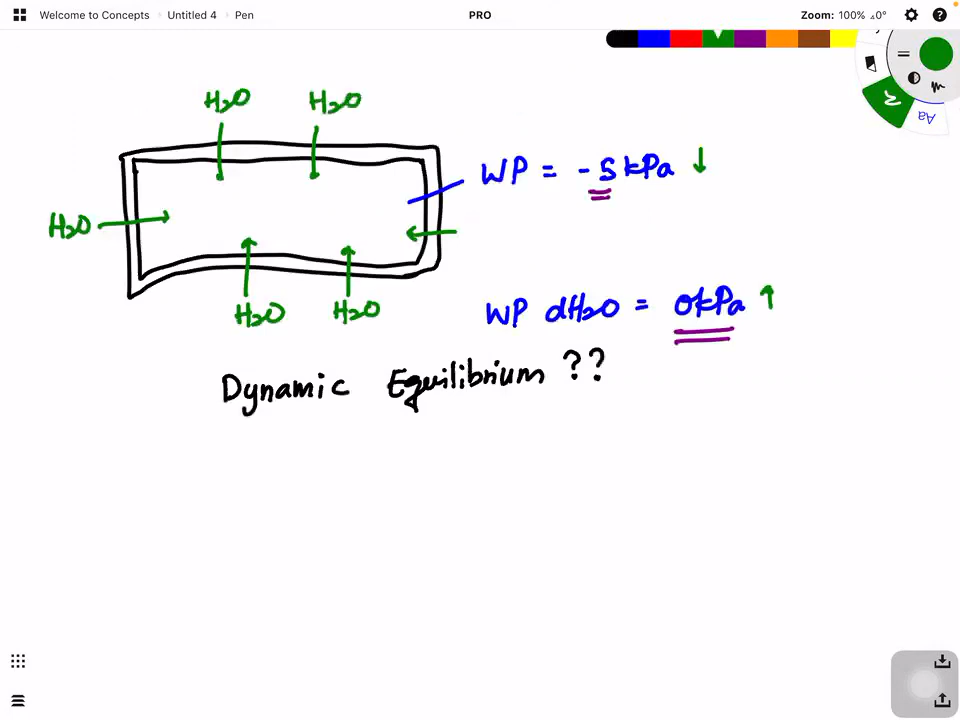 Welcome to Concepts › Untitled 4 › Pen
PRO
Zoom: 100% ⊿0°
Aa
H₂O H₂O
WP = -5kPa ↓
H₂O
H₂O H₂O
WP dH₂O = 0kPa ↑
Dynamic Equilibrium ??